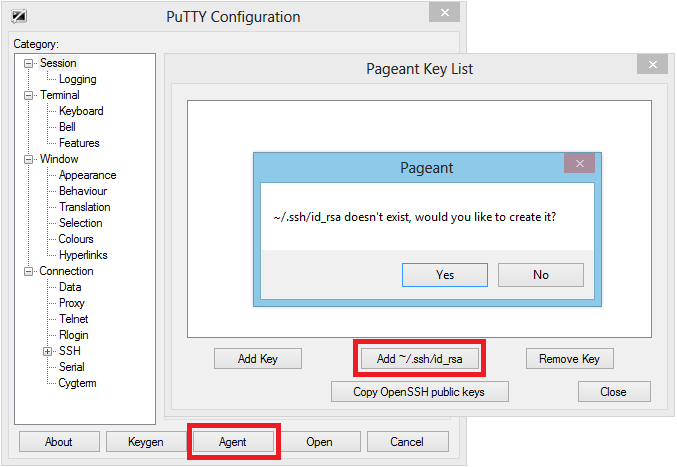 PuTTY Configuration
Category:
Session
Logging
Terminal
Keyboard
Bell
Features
Window
Appearance
Behaviour
Translation
Selection
Colours
Hyperlinks
Connection
Data
Proxy
Telnet
Rlogin
SSH
Serial
Cygterm
About
Keygen
Agent
Open
Cancel
Pageant Key List
Pageant
~/.ssh/id_rsa doesn't exist, would you like to create it?
Yes
No
Add Key
Add ~/.ssh/id_rsa
Remove Key
Copy OpenSSH public keys
Close